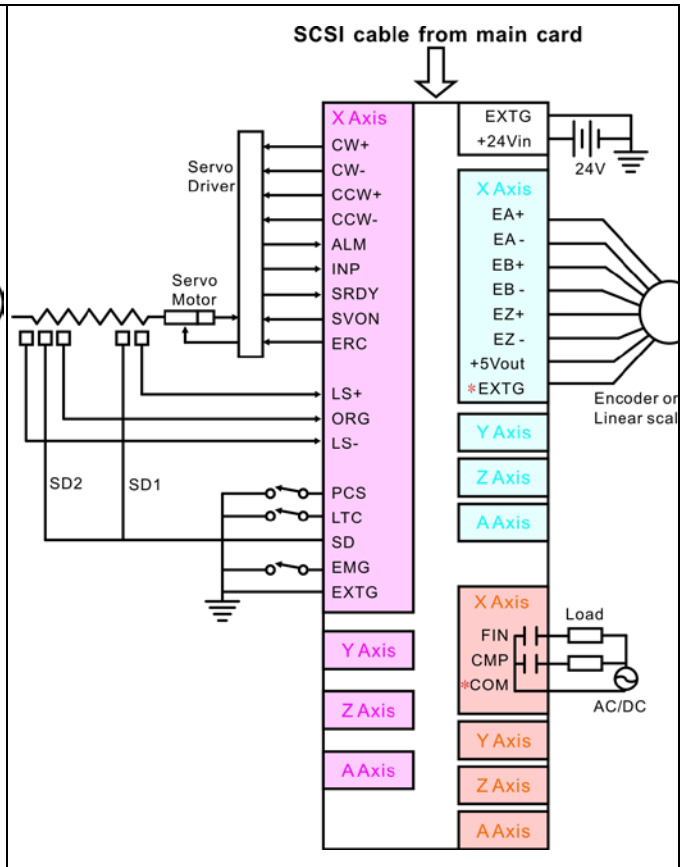 SCSI cable from main card
X Axis
CW+
CW-
CCW+
CCW-
ALM
INP
SRDY
SVON
ERC
LS+
ORG
LS-
PCS
LTC
SD
EMG
EXTG
Y Axis
Z Axis
A Axis
Servo
Driver
Servo
Motor
SD2
SD1
EXTG
+24Vin
24V
X Axis
EA+
EA-
EB+
EB-
EZ+
EZ-
+5Vout
*EXTG
Encoder or
Linear scal
Y Axis
Z Axis
A Axis
X Axis
FIN
CMP
*COM
Load
AC/DC
Y Axis
Z Axis
A Axis